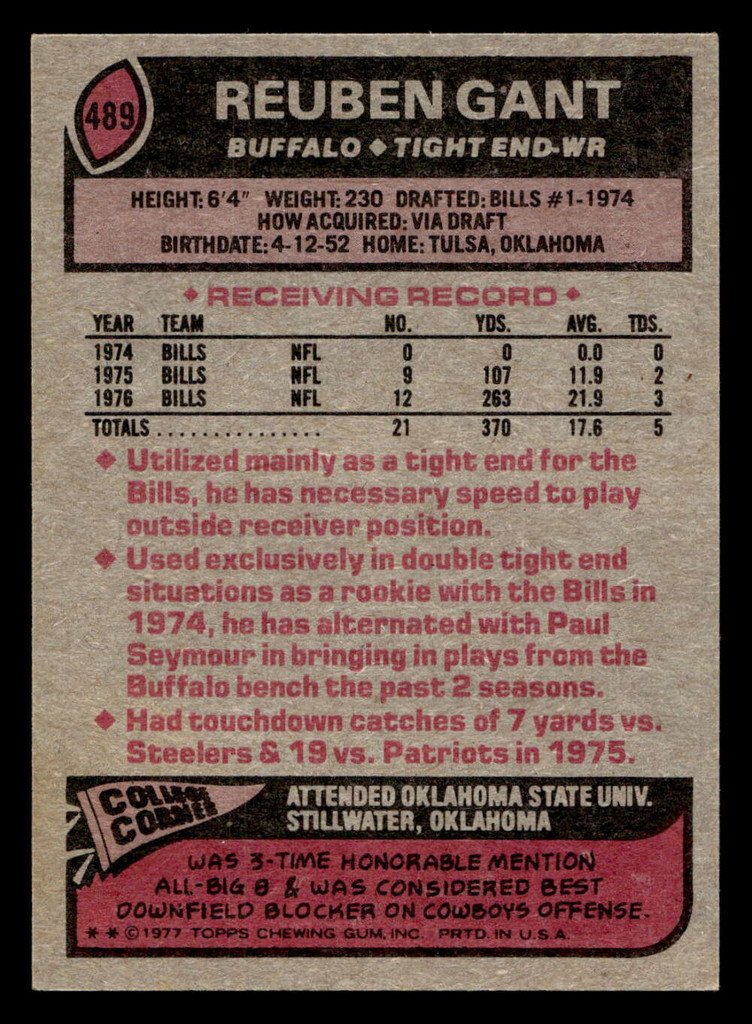 489
REUBEN GANT
BUFFALO ♦ TIGHT END-WR
HEIGHT: 6'4" WEIGHT: 230 DRAFTED: BILLS #1-1974
HOW ACQUIRED: VIA DRAFT
BIRTHDATE: 4-12-52 HOME: TULSA, OKLAHOMA
♦ RECEIVING RECORD ♦
YEAR TEAM NO. YDS. AVG. TDS.
1974 BILLS NFL 0 0 0.0 0
1975 BILLS NFL 9 107 11.9 2
1976 BILLS NFL 12 263 21.9 3
TOTALS ............... 21 370 17.6 5
♦ Utilized mainly as a tight end for the
Bills, he has necessary speed to play
outside receiver position.
♦ Used exclusively in double tight end
situations as a rookie with the Bills in
1974, he has alternated with Paul
Seymour in bringing in plays from the
Buffalo bench the past 2 seasons.
♦ Had touchdown catches of 7 yards vs.
Steelers & 19 vs. Patriots in 1975.
COLLEGE
CORNER
ATTENDED OKLAHOMA STATE UNIV.
STILLWATER, OKLAHOMA
WAS 3-TIME HONORABLE MENTION
ALL-BIG 8 & WAS CONSIDERED BEST
DOWNFIELD BLOCKER ON COWBOYS OFFENSE.
* * © 1977 TOPPS CHEWING GUM, INC. PRTD. IN U.S.A.